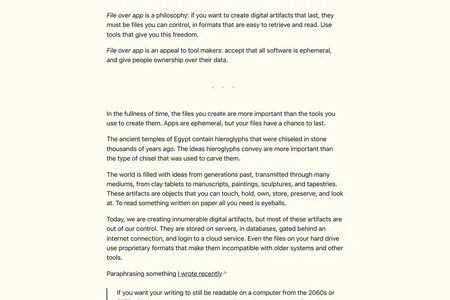 File over app is a philosophy: if you want to create digital artifacts that last, they
must be files you can control, in formats that are easy to retrieve and read. Use
tools that give you this freedom.
File over app is an appeal to tool makers: accept that all software is ephemeral,
and give people ownership over their data.
· · ·
In the fullness of time, the files you create are more important than the tools you
use to create them. Apps are ephemeral, but your files have a chance to last.
The ancient temples of Egypt contain hieroglyphs that were chiseled in stone
thousands of years ago. The ideas hieroglyphs convey are more important than
the type of chisel that was used to carve them.
The world is filled with ideas from generations past, transmitted through many
mediums, from clay tablets to manuscripts, paintings, sculptures, and tapestries.
These artifacts are objects that you can touch, hold, own, store, preserve, and look
at. To read something written on paper all you need is eyeballs.
Today, we are creating innumerable digital artifacts, but most of these artifacts are
out of our control. They are stored on servers, in databases, gated behind an
internet connection, and login to a cloud service. Even the files on your hard drive
use proprietary formats that make them incompatible with older systems and other
tools.
Paraphrasing something I wrote recently↗
If you want your writing to still be readable on a computer from the 2060s or